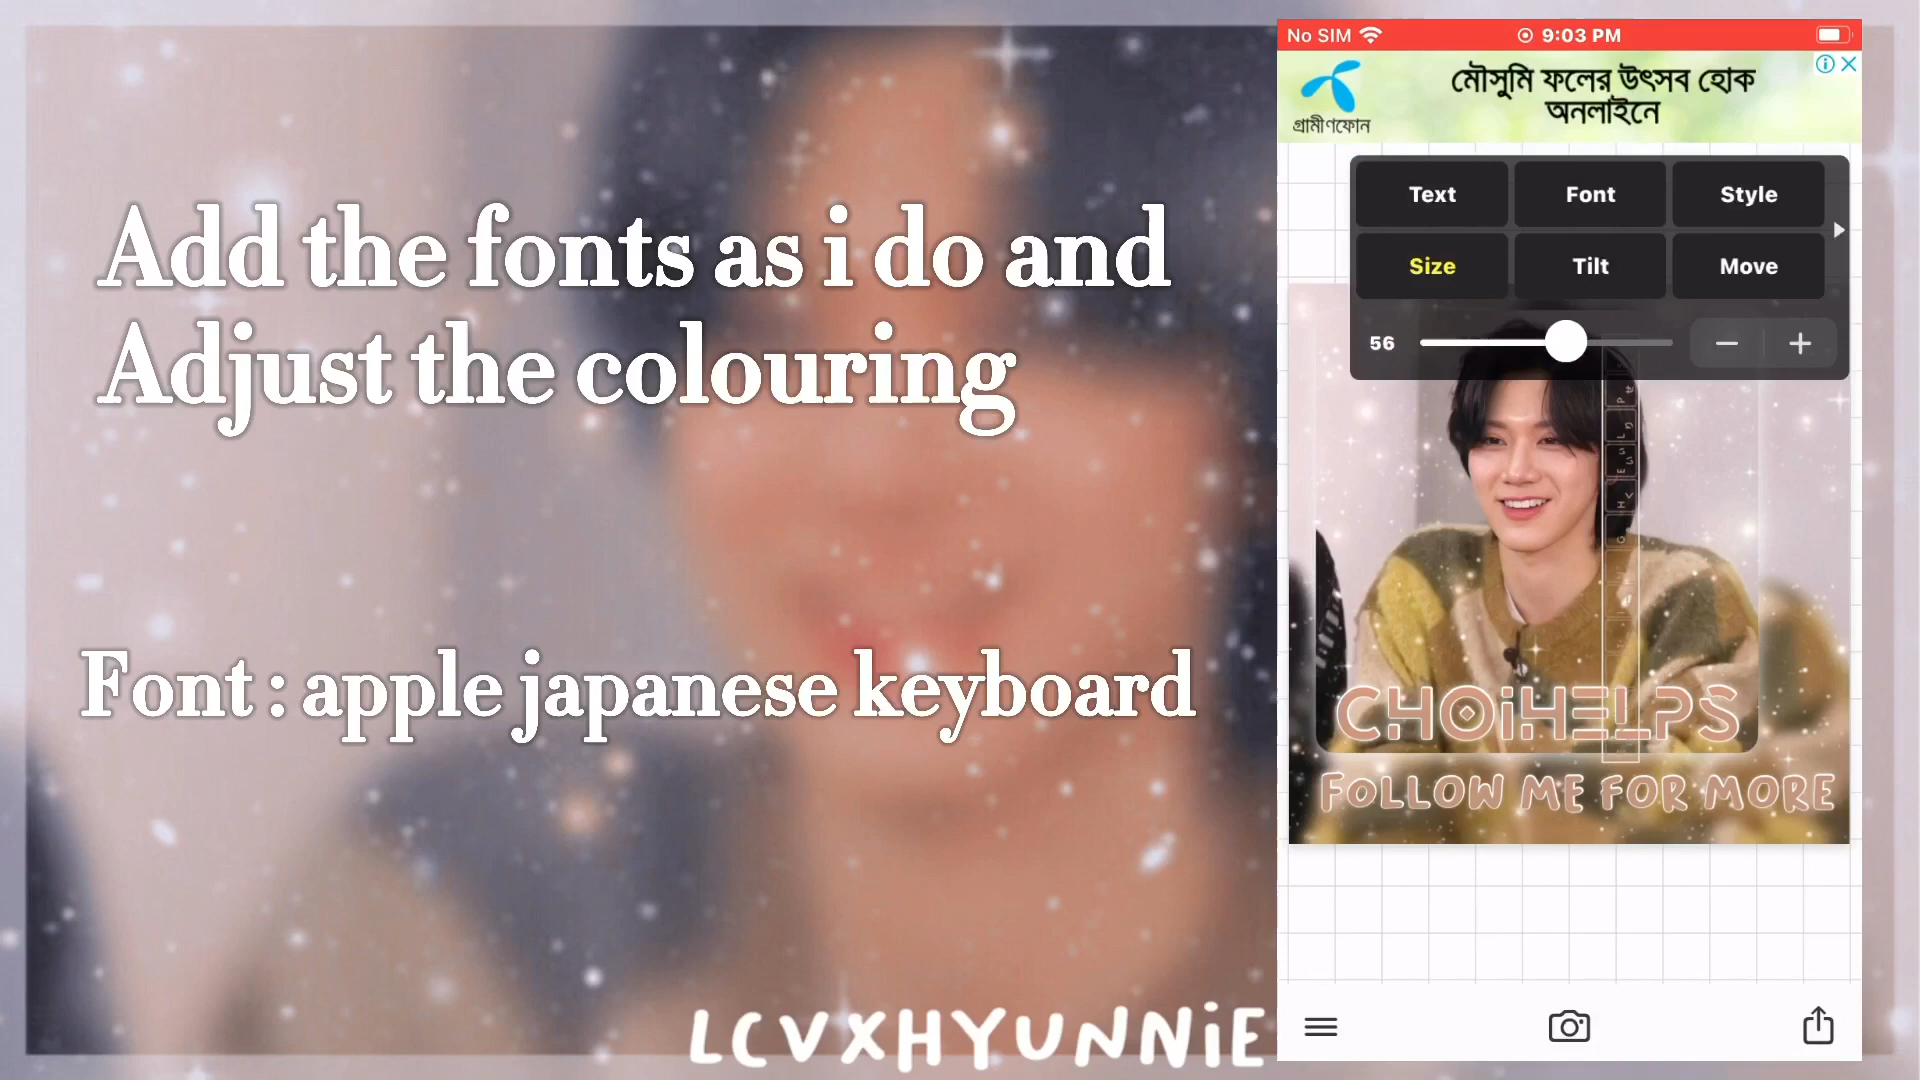 Add the fonts as i do and
Adjust the colouring
Font : apple japanese keyboard
LCVXHYUNNiE
No SIM
9:03 PM
গ্রামীণফোন
মৌসুমি ফলের উৎসব হোক
অনলাইনে
Text Font Style
Size Tilt Move
56
CHOiHELPS
FOLLOW ME FOR MORE